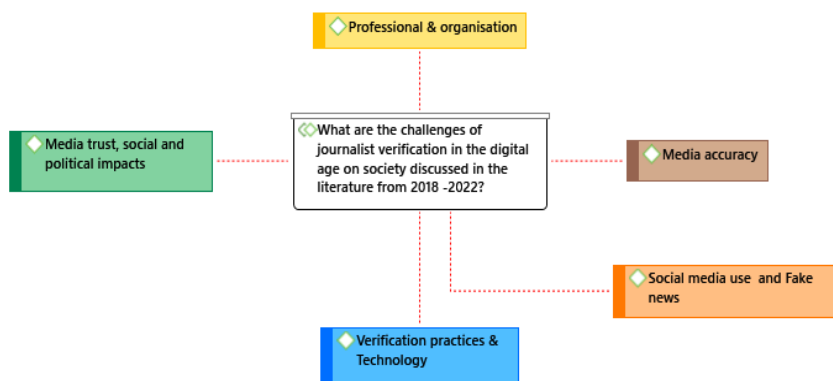 Professional & organisation
What are the challenges of
journalist verification in the digital
age on society discussed in the
literature from 2018 -2022?
Media trust, social and
political impacts
Media accuracy
Social media use and Fake
news
Verification practices &
Technology